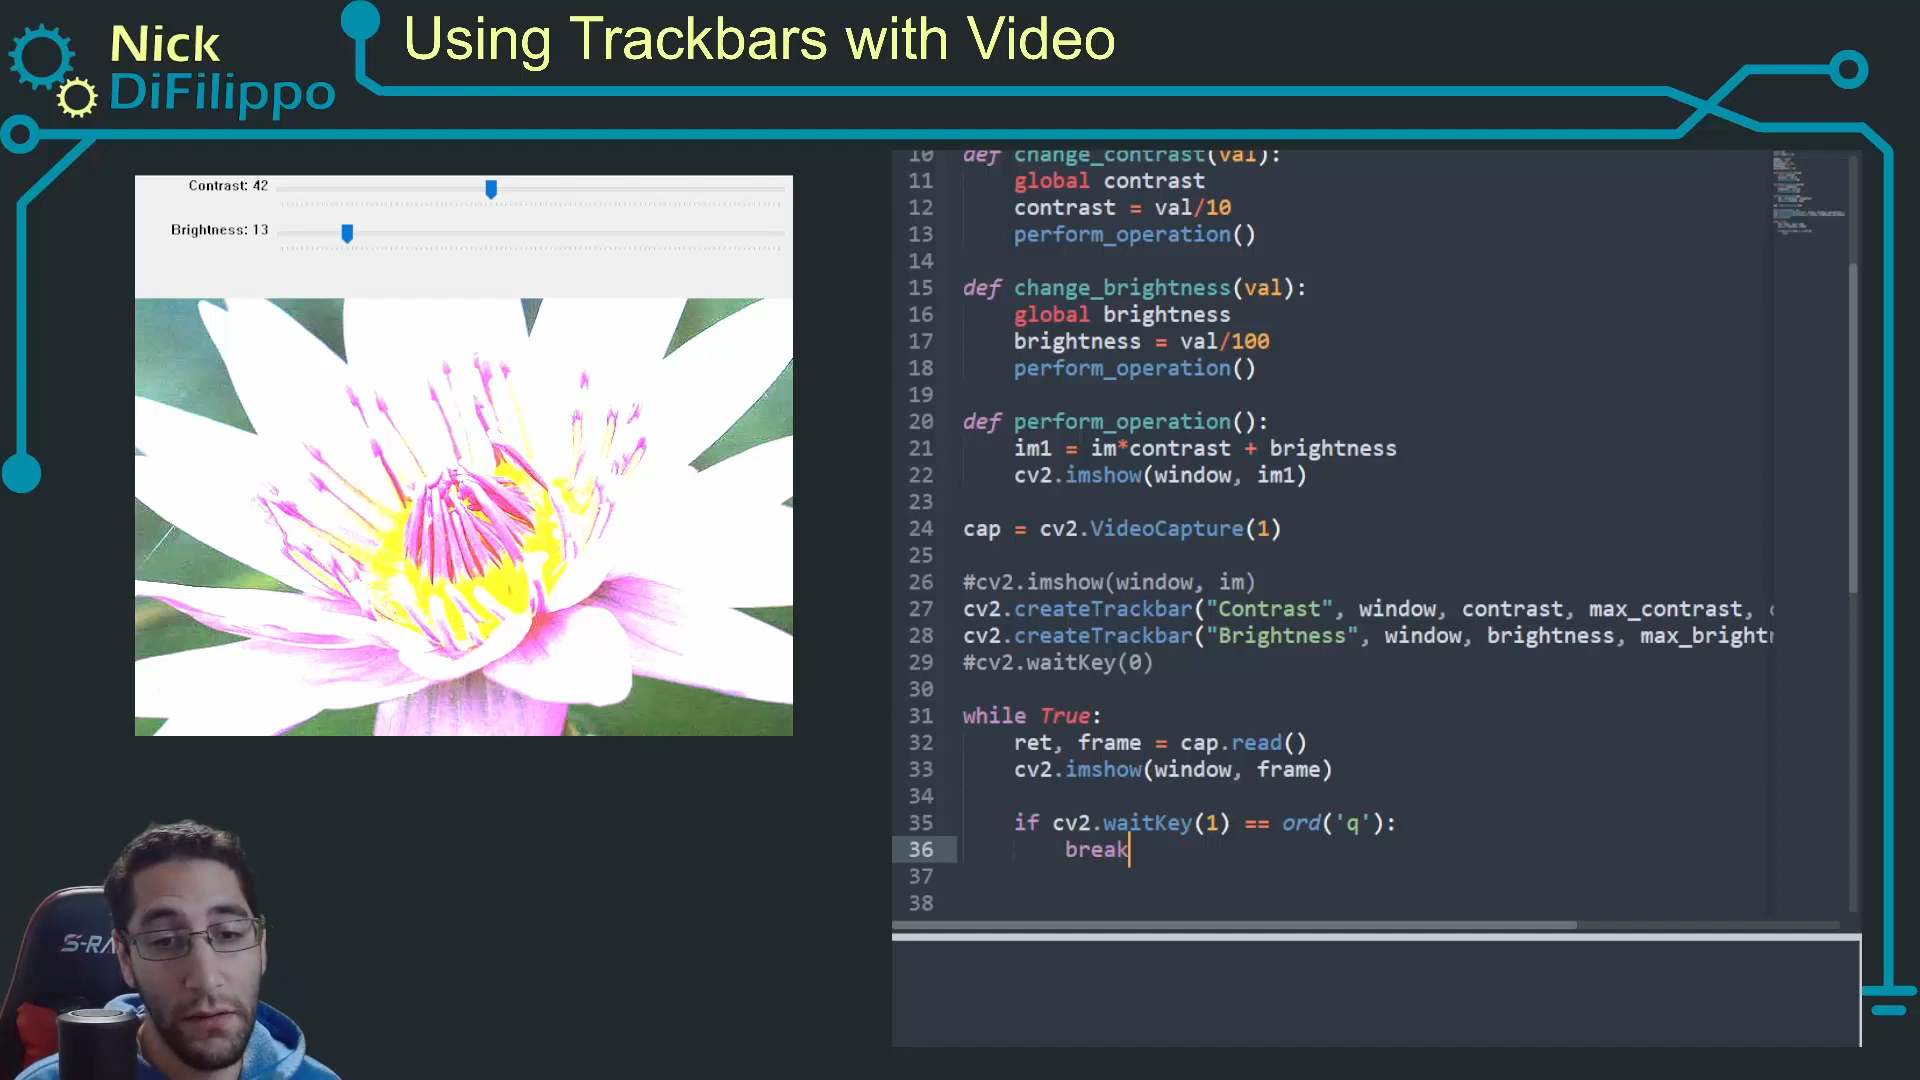 Nick
DiFilippo
Using Trackbars with Video
Contrast: 42
Brightness: 13
10 def change_contrast(val):
11 global contrast
12 contrast = val/10
13 perform_operation()
14
15 def change_brightness(val):
16 global brightness
17 brightness = val/100
18 perform_operation()
19
20 def perform_operation():
21 im1 = im*contrast + brightness
22 cv2.imshow(window, im1)
23
24 cap = cv2.VideoCapture(1)
25
26 #cv2.imshow(window, im)
27 cv2.createTrackbar("Contrast", window, contrast, max_contrast,
28 cv2.createTrackbar("Brightness", window, brightness, max_bright
29 #cv2.waitKey(0)
30
31 while True:
32 ret, frame = cap.read()
33 cv2.imshow(window, frame)
34
35 if cv2.waitKey(1) == ord('q'):
36 break
37
38
S-RA